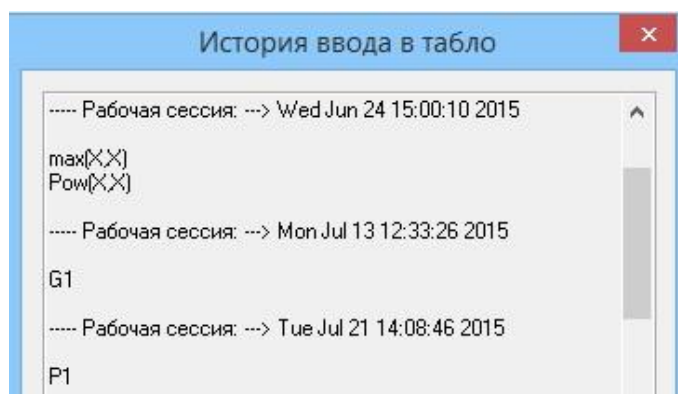 История ввода в табло
----- Рабочая сессия: ---> Wed Jun 24 15:00:10 2015
max(X,X)
Pow(X,X)
----- Рабочая сессия: ---> Mon Jul 13 12:33:26 2015
G1
----- Рабочая сессия: ---> Tue Jul 21 14:08:46 2015
P1